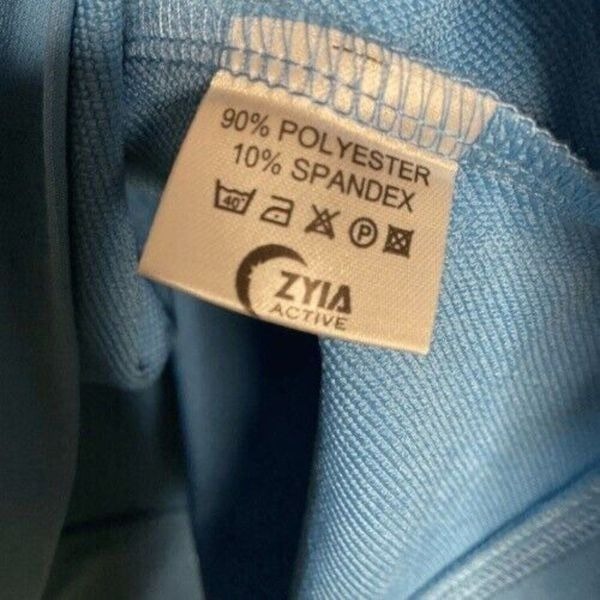 90% POLYESTER
10% SPANDEX
40° P
ZYIA
ACTIVE